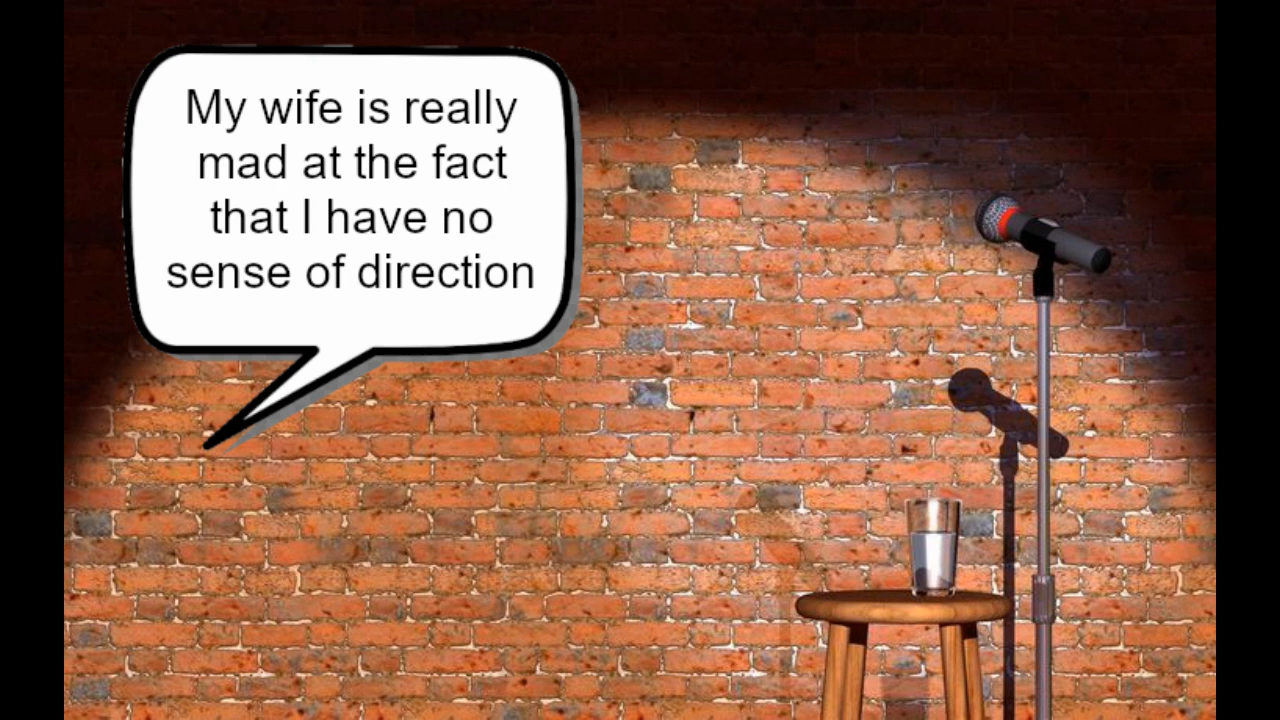 My wife is really
mad at the fact
that I have no
sense of direction